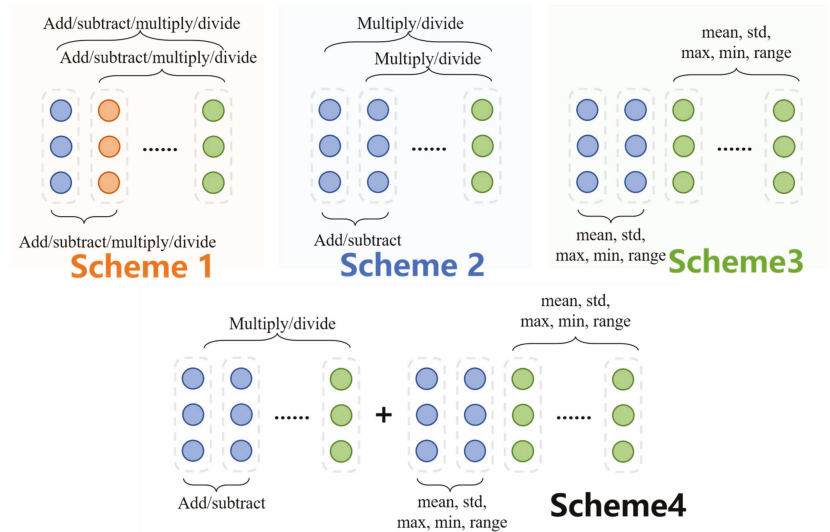 Add/subtract/multiply/divide
Add/subtract/multiply/divide
......
Add/subtract/multiply/divide
Scheme 1
Multiply/divide
Multiply/divide
......
Add/subtract
Scheme 2
mean, std,
max, min, range
......
mean, std,
max, min, range
Scheme3
Multiply/divide
......
Add/subtract
+
mean, std,
max, min, range
......
mean, std,
max, min, range
Scheme4